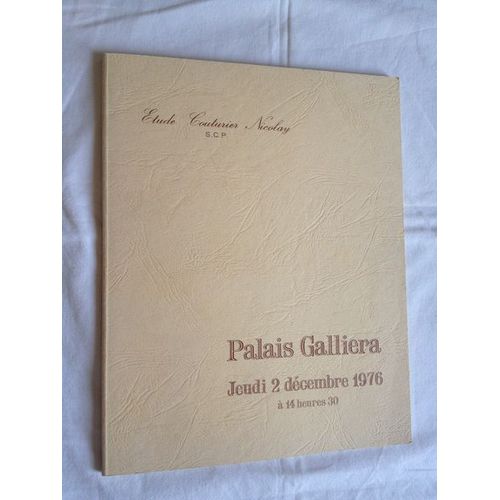 Etude Couturier Nicolay
S.C.P.
Palais Galliera
Jeudi 2 décembre 1976
à 14 heures 30